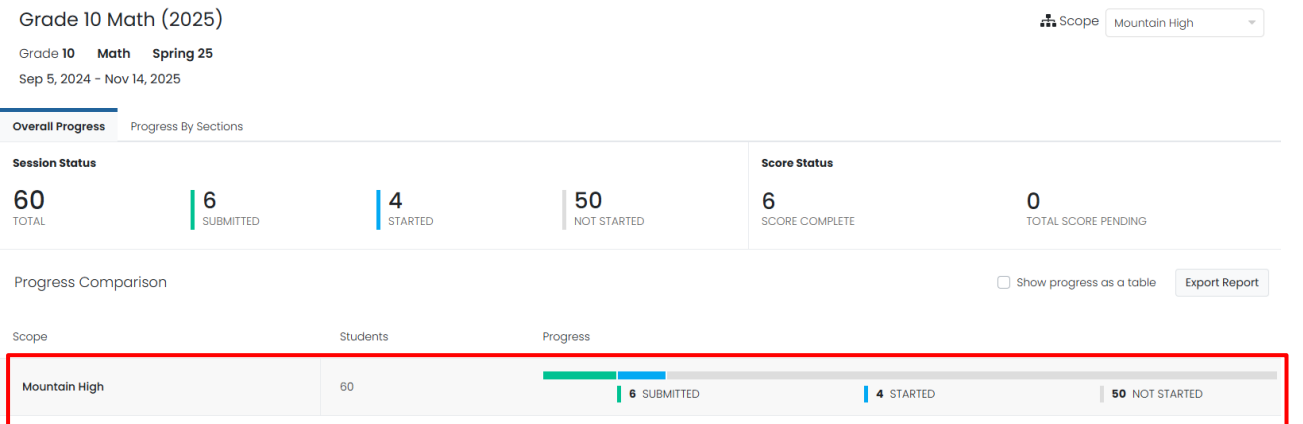 Grade 10 Math (2025)
Scope Mountain High
Grade 10 Math Spring 25
Sep 5, 2024 - Nov 14, 2025
Overall Progress Progress By Sections
Session Status Score Status
60 6 4 50 6 0
TOTAL SUBMITTED STARTED NOT STARTED SCORE COMPLETE TOTAL SCORE PENDING
Progress Comparison Show progress as a table Export Report
Scope Students Progress
Mountain High 60
6 SUBMITTED 4 STARTED 50 NOT STARTED